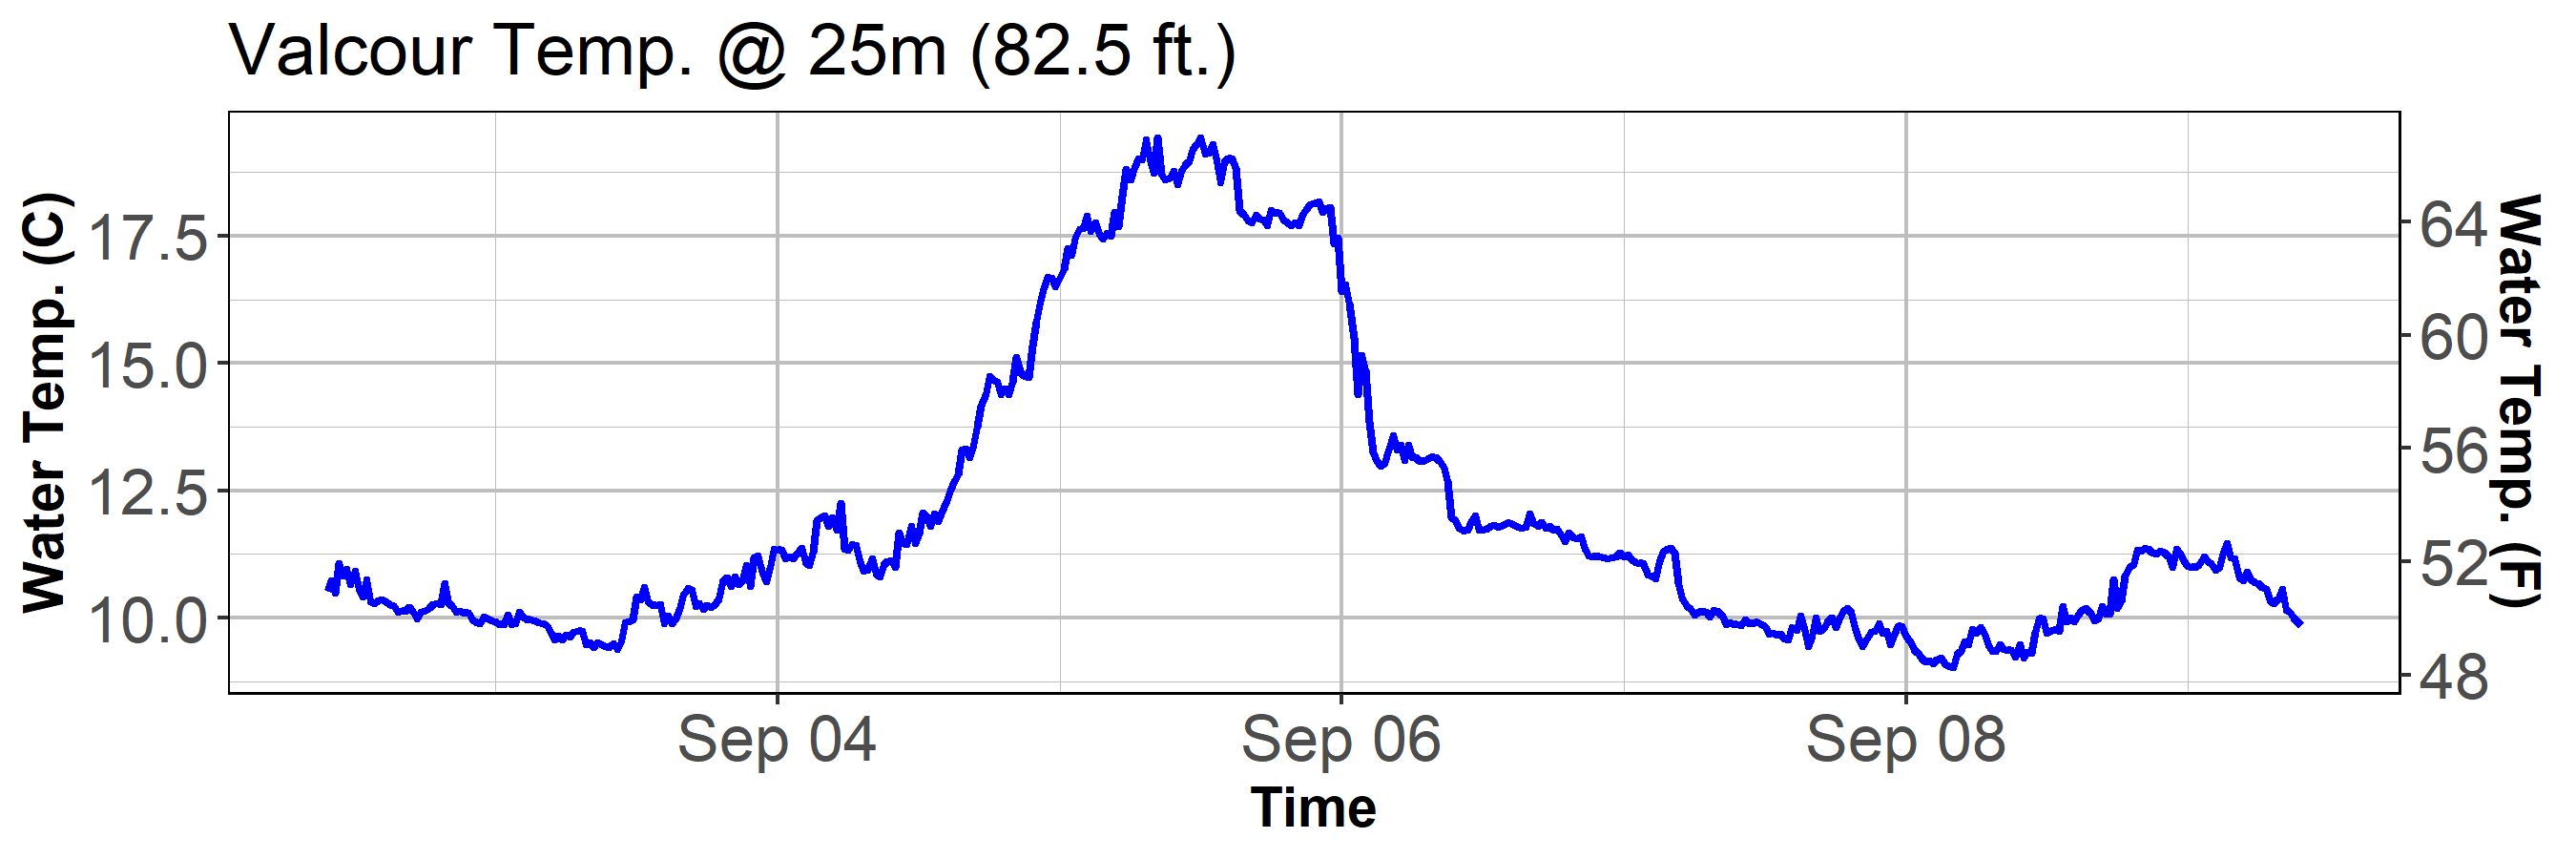 Valcour Temp. @ 25m (82.5 ft.)
Water Temp. (C)
17.5
15.0
12.5
10.0
64
60
56
52
48
Water Temp. (F)
Sep 04 Sep 06 Sep 08
Time